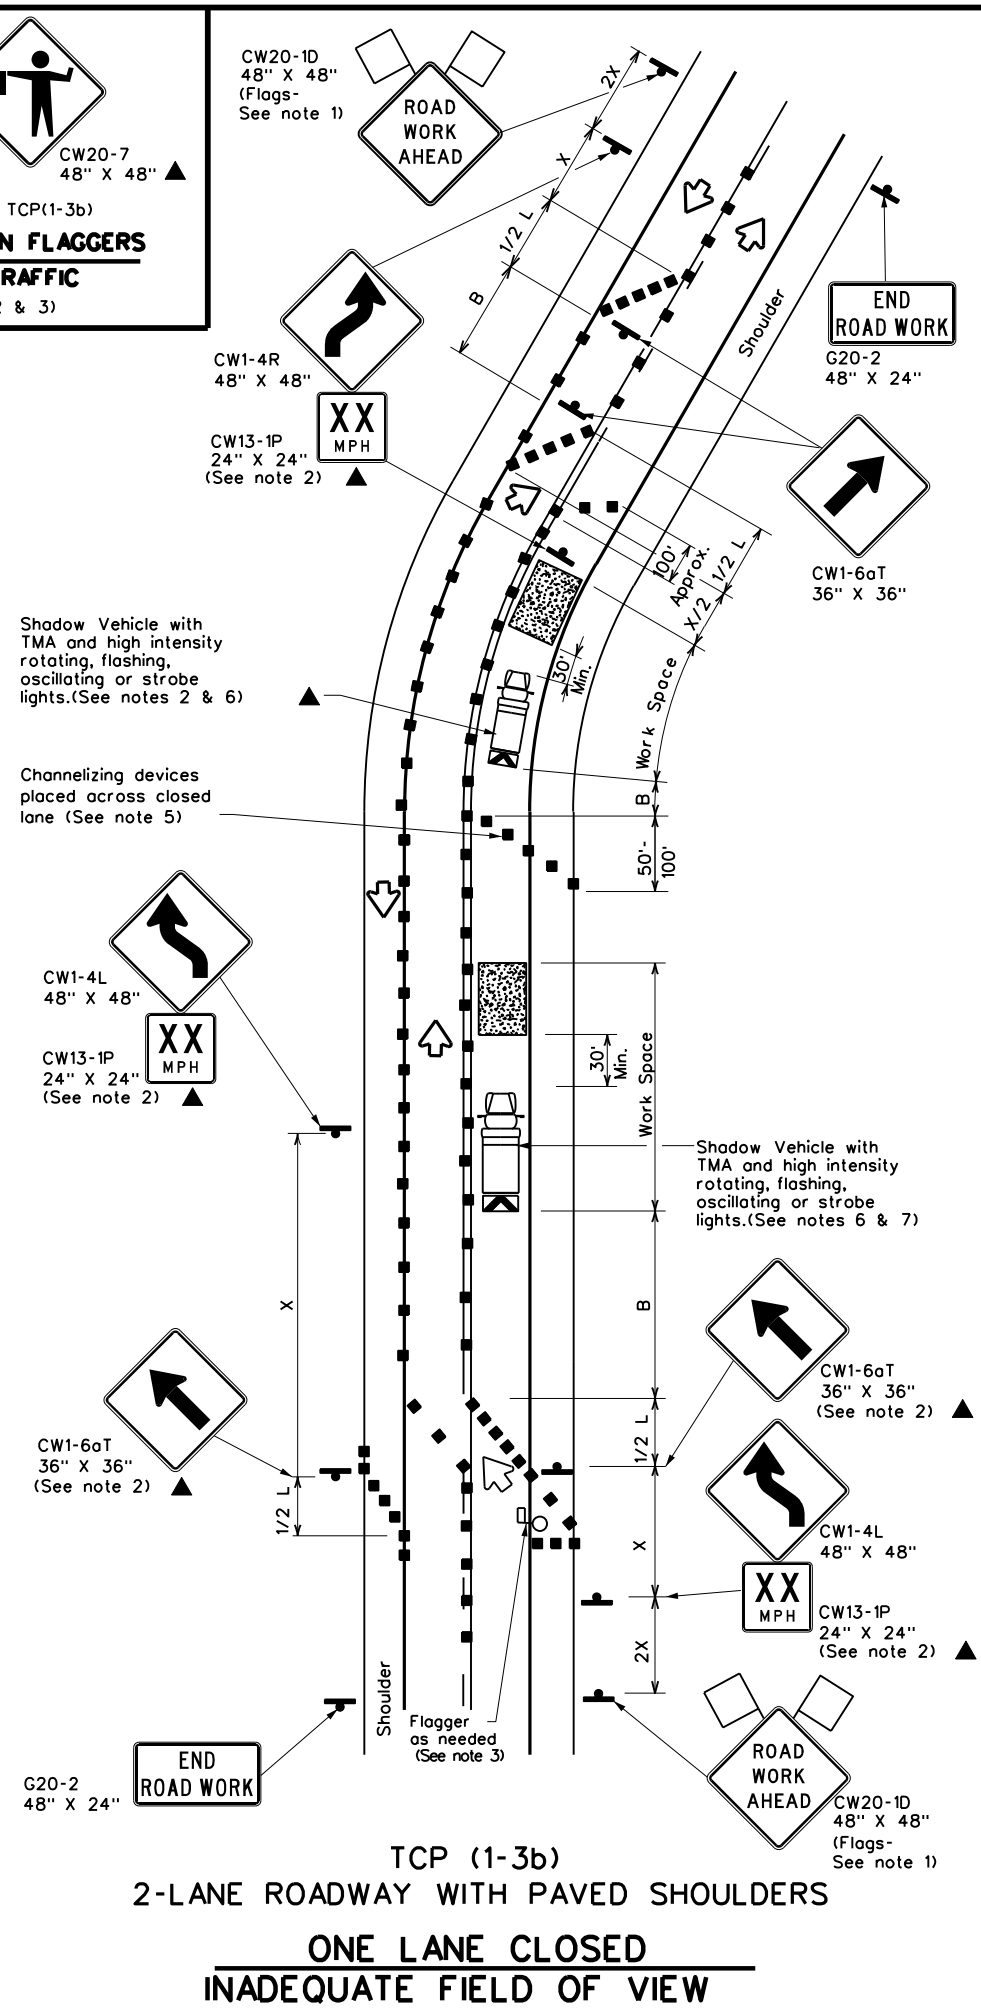 CW20-7
48" X 48"
TCP(1-3b)
N FLAGGERS
RAFFIC
& 3)
CW20-1D
48" X 48"
(Flags-
See note 1)
ROAD
WORK
AHEAD
2X
X
1/2 L
B
CW1-4R
48" X 48"
XX
MPH
CW13-1P
24" X 24"
(See note 2)
Shoulder
END
ROAD WORK
G20-2
48" X 24"
CW1-6aT
36" X 36"
100'
Approx.
1/2 L
X/2
30'
Min.
Work Space
B
50'-
100'
Shadow Vehicle with
TMA and high intensity
rotating, flashing,
oscillating or strobe
lights.(See notes 2 & 6)
Channelizing devices
placed across closed
lane (See note 5)
CW1-4L
48" X 48"
XX
MPH
CW13-1P
24" X 24"
(See note 2)
30'
Min.
Work Space
Shadow Vehicle with
TMA and high intensity
rotating, flashing,
oscillating or strobe
lights.(See notes 6 & 7)
X
B
CW1-6aT
36" X 36"
(See note 2)
1/2 L
CW1-6aT
36" X 36"
(See note 2)
1/2 L
X
CW1-4L
48" X 48"
XX
MPH
CW13-1P
24" X 24"
(See note 2)
2X
Shoulder
Flagger
as needed
(See note 3)
END
ROAD WORK
G20-2
48" X 24"
ROAD
WORK
AHEAD
CW20-1D
48" X 48"
(Flags-
See note 1)
TCP (1-3b)
2-LANE ROADWAY WITH PAVED SHOULDERS
ONE LANE CLOSED
INADEQUATE FIELD OF VIEW